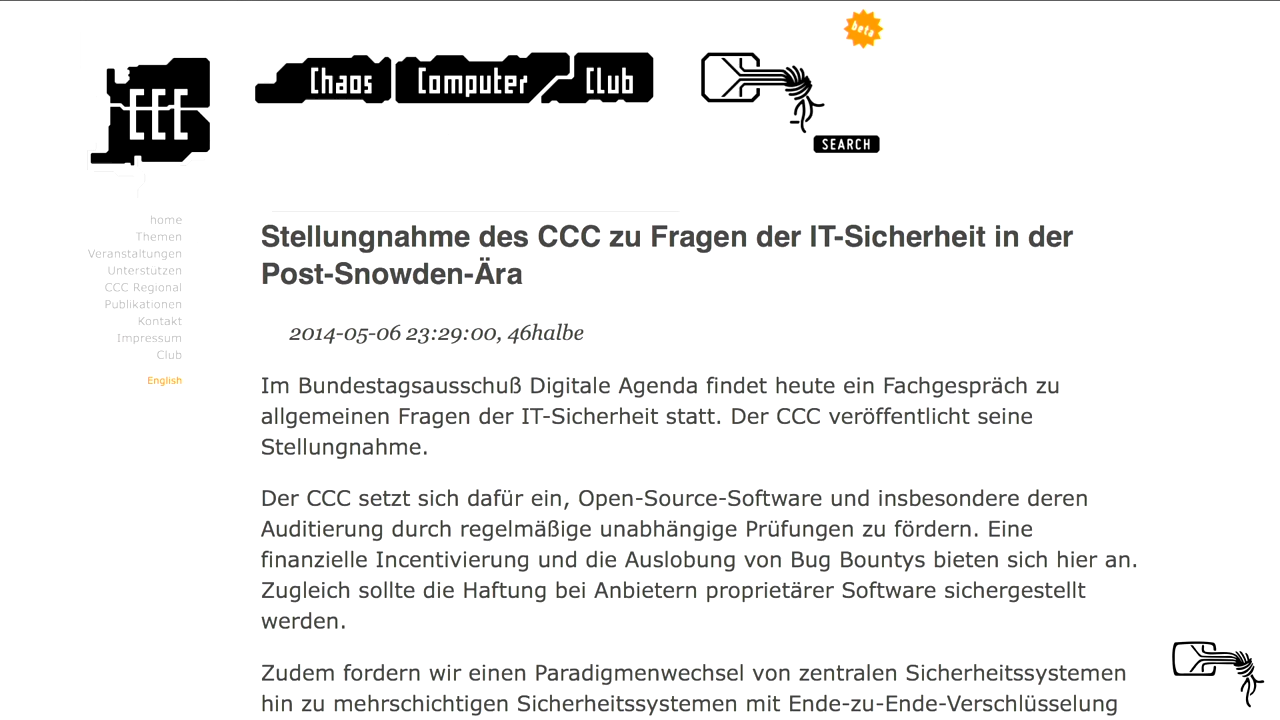 beta
CCC
Chaos Computer Club
SEARCH
home
Themen
Veranstaltungen
Unterstutzen
CCC Regional
Publikationen
Kontakt
Impressum
Club
English
Stellungnahme des CCC zu Fragen der IT-Sicherheit in der
Post-Snowden-Ära
2014-05-06 23:29:00, 46halbe
Im Bundestagsausschuß Digitale Agenda findet heute ein Fachgespräch zu
allgemeinen Fragen der IT-Sicherheit statt. Der CCC veröffentlicht seine
Stellungnahme.
Der CCC setzt sich dafür ein, Open-Source-Software und insbesondere deren
Auditierung durch regelmäßige unabhängige Prüfungen zu fördern. Eine
finanzielle Incentivierung und die Auslobung von Bug Bountys bieten sich hier an.
Zugleich sollte die Haftung bei Anbietern proprietärer Software sichergestellt
werden.
Zudem fordern wir einen Paradigmenwechsel von zentralen Sicherheitssystemen
hin zu mehrschichtigen Sicherheitssystemen mit Ende-zu-Ende-Verschlüsselung